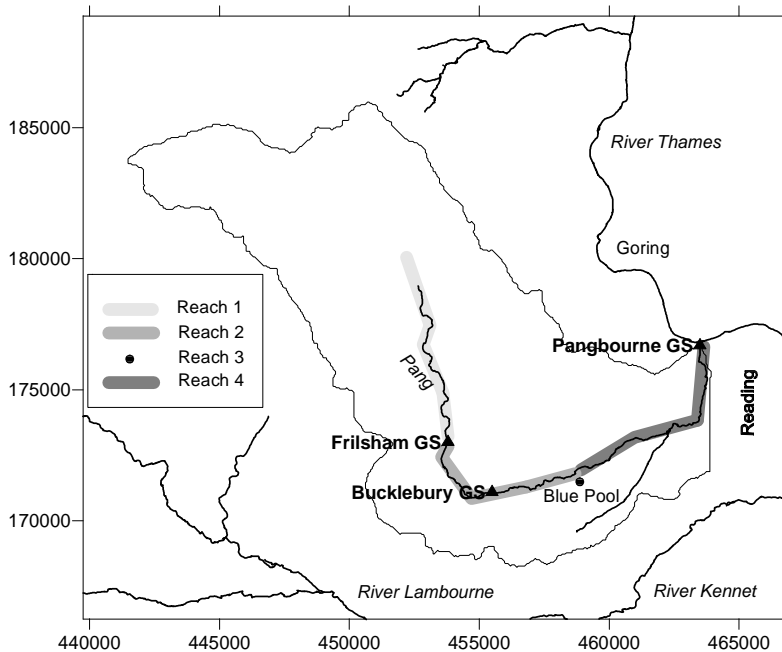 185000
180000
175000
170000
River Thames
Goring
Reach 1
Reach 2
Reach 3
Reach 4
Pangbourne GS
Pang
Reading
Frilsham GS
Bucklebury GS
Blue Pool
River Lambourne
River Kennet
440000 445000 450000 455000 460000 465000